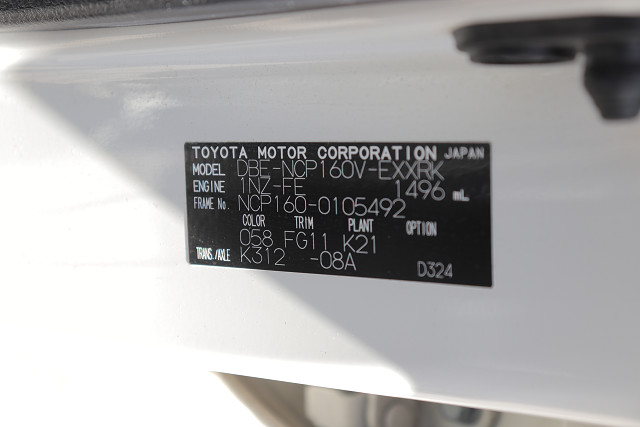 TOYOTA MOTOR CORPORATION JAPAN
MODEL DBE-NCP160V-EXXRK
ENGINE 1NZ-FE 1496 mL
FRAME No. NCP160-0105492
COLOR TRIM PLANT OPTION
058 FG11 K21
TRANS./AXLE K312 -08A
D324